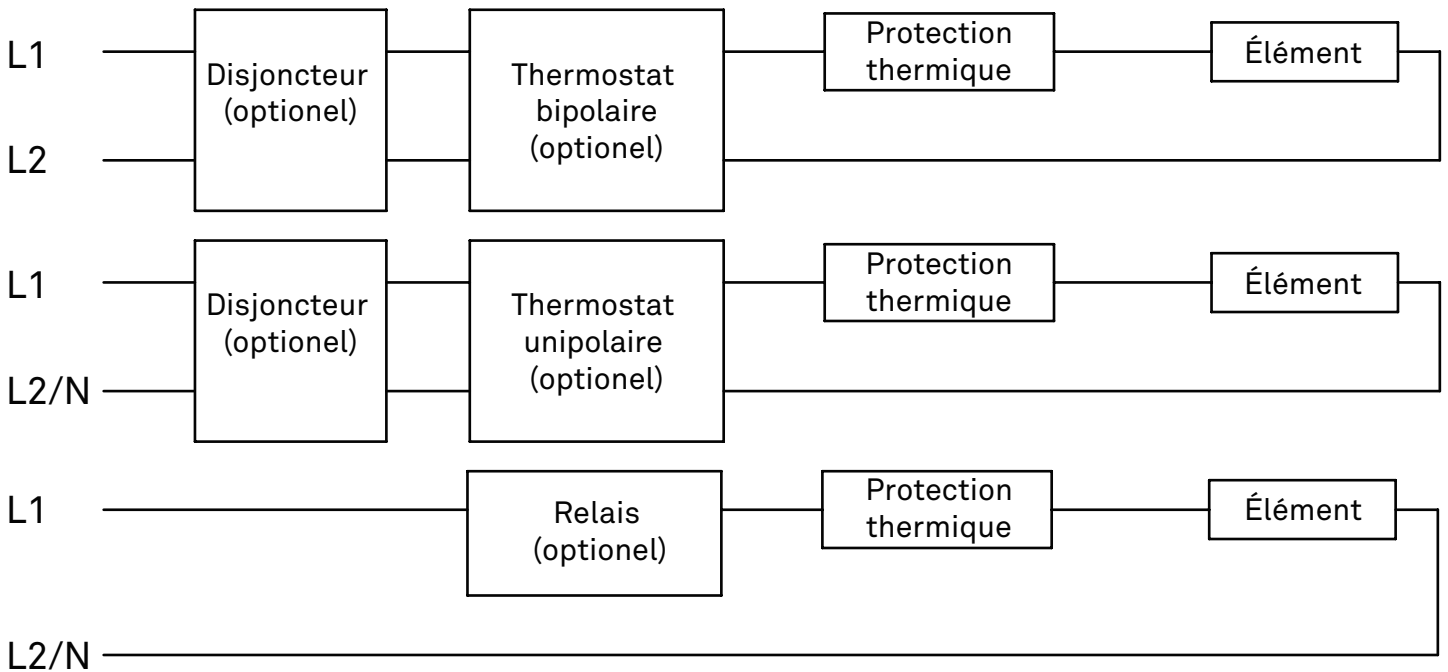 L1
Disjoncteur
(optionel)
Thermostat
bipolaire
(optionel)
Protection
thermique
Élément
L2
L1
Disjoncteur
(optionel)
Thermostat
unipolaire
(optionel)
Protection
thermique
Élément
L2/N
L1
Relais
(optionel)
Protection
thermique
Élément
L2/N